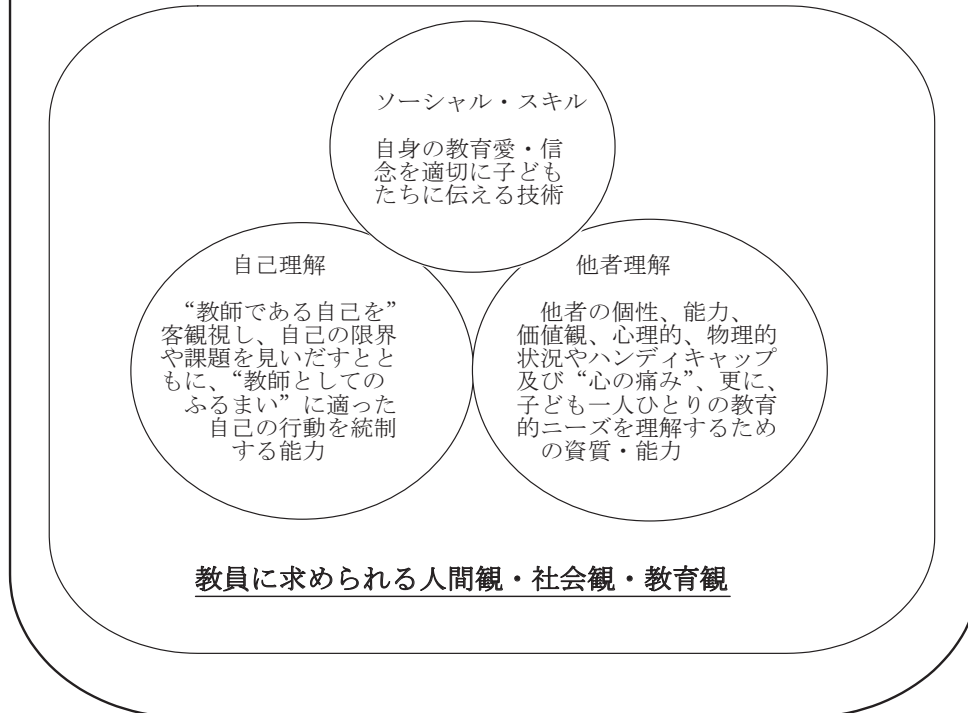 ソーシャル・スキル
自身の教育愛・信
念を適切に子ども
たちに伝える技術
自己理解
“教師である自己を”
客観視し、自己の限界
や課題を見いだすとと
もに、“教師としての
ふるまい”に適った
自己の行動を統制
する能力
他者理解
他者の個性、能力、
価値観、心理的、物理的
状況やハンディキャップ
及び“心の痛み”、更に、
子ども一人ひとりの教育
的ニーズを理解するため
の資質・能力
教員に求められる人間観・社会観・教育観